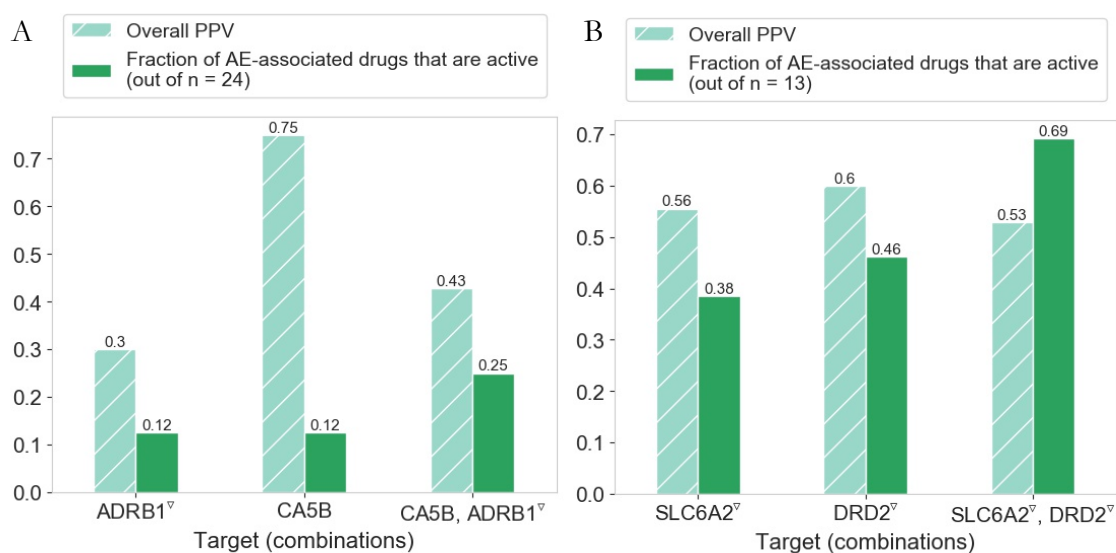 A
Overall PPV
Fraction of AE-associated drugs that are active
(out of n = 24)
0.7
0.6
0.5
0.4
0.3
0.2
0.1
0.0
0.3
0.12
0.75
0.12
0.43
0.25
ADRB1▽
CA5B
CA5B, ADRB1▽
Target (combinations)
B
Overall PPV
Fraction of AE-associated drugs that are active
(out of n = 13)
0.7
0.6
0.5
0.4
0.3
0.2
0.1
0.0
0.56
0.38
0.6
0.46
0.53
0.69
SLC6A2▽
DRD2▽
SLC6A2▽, DRD2▽
Target (combinations)